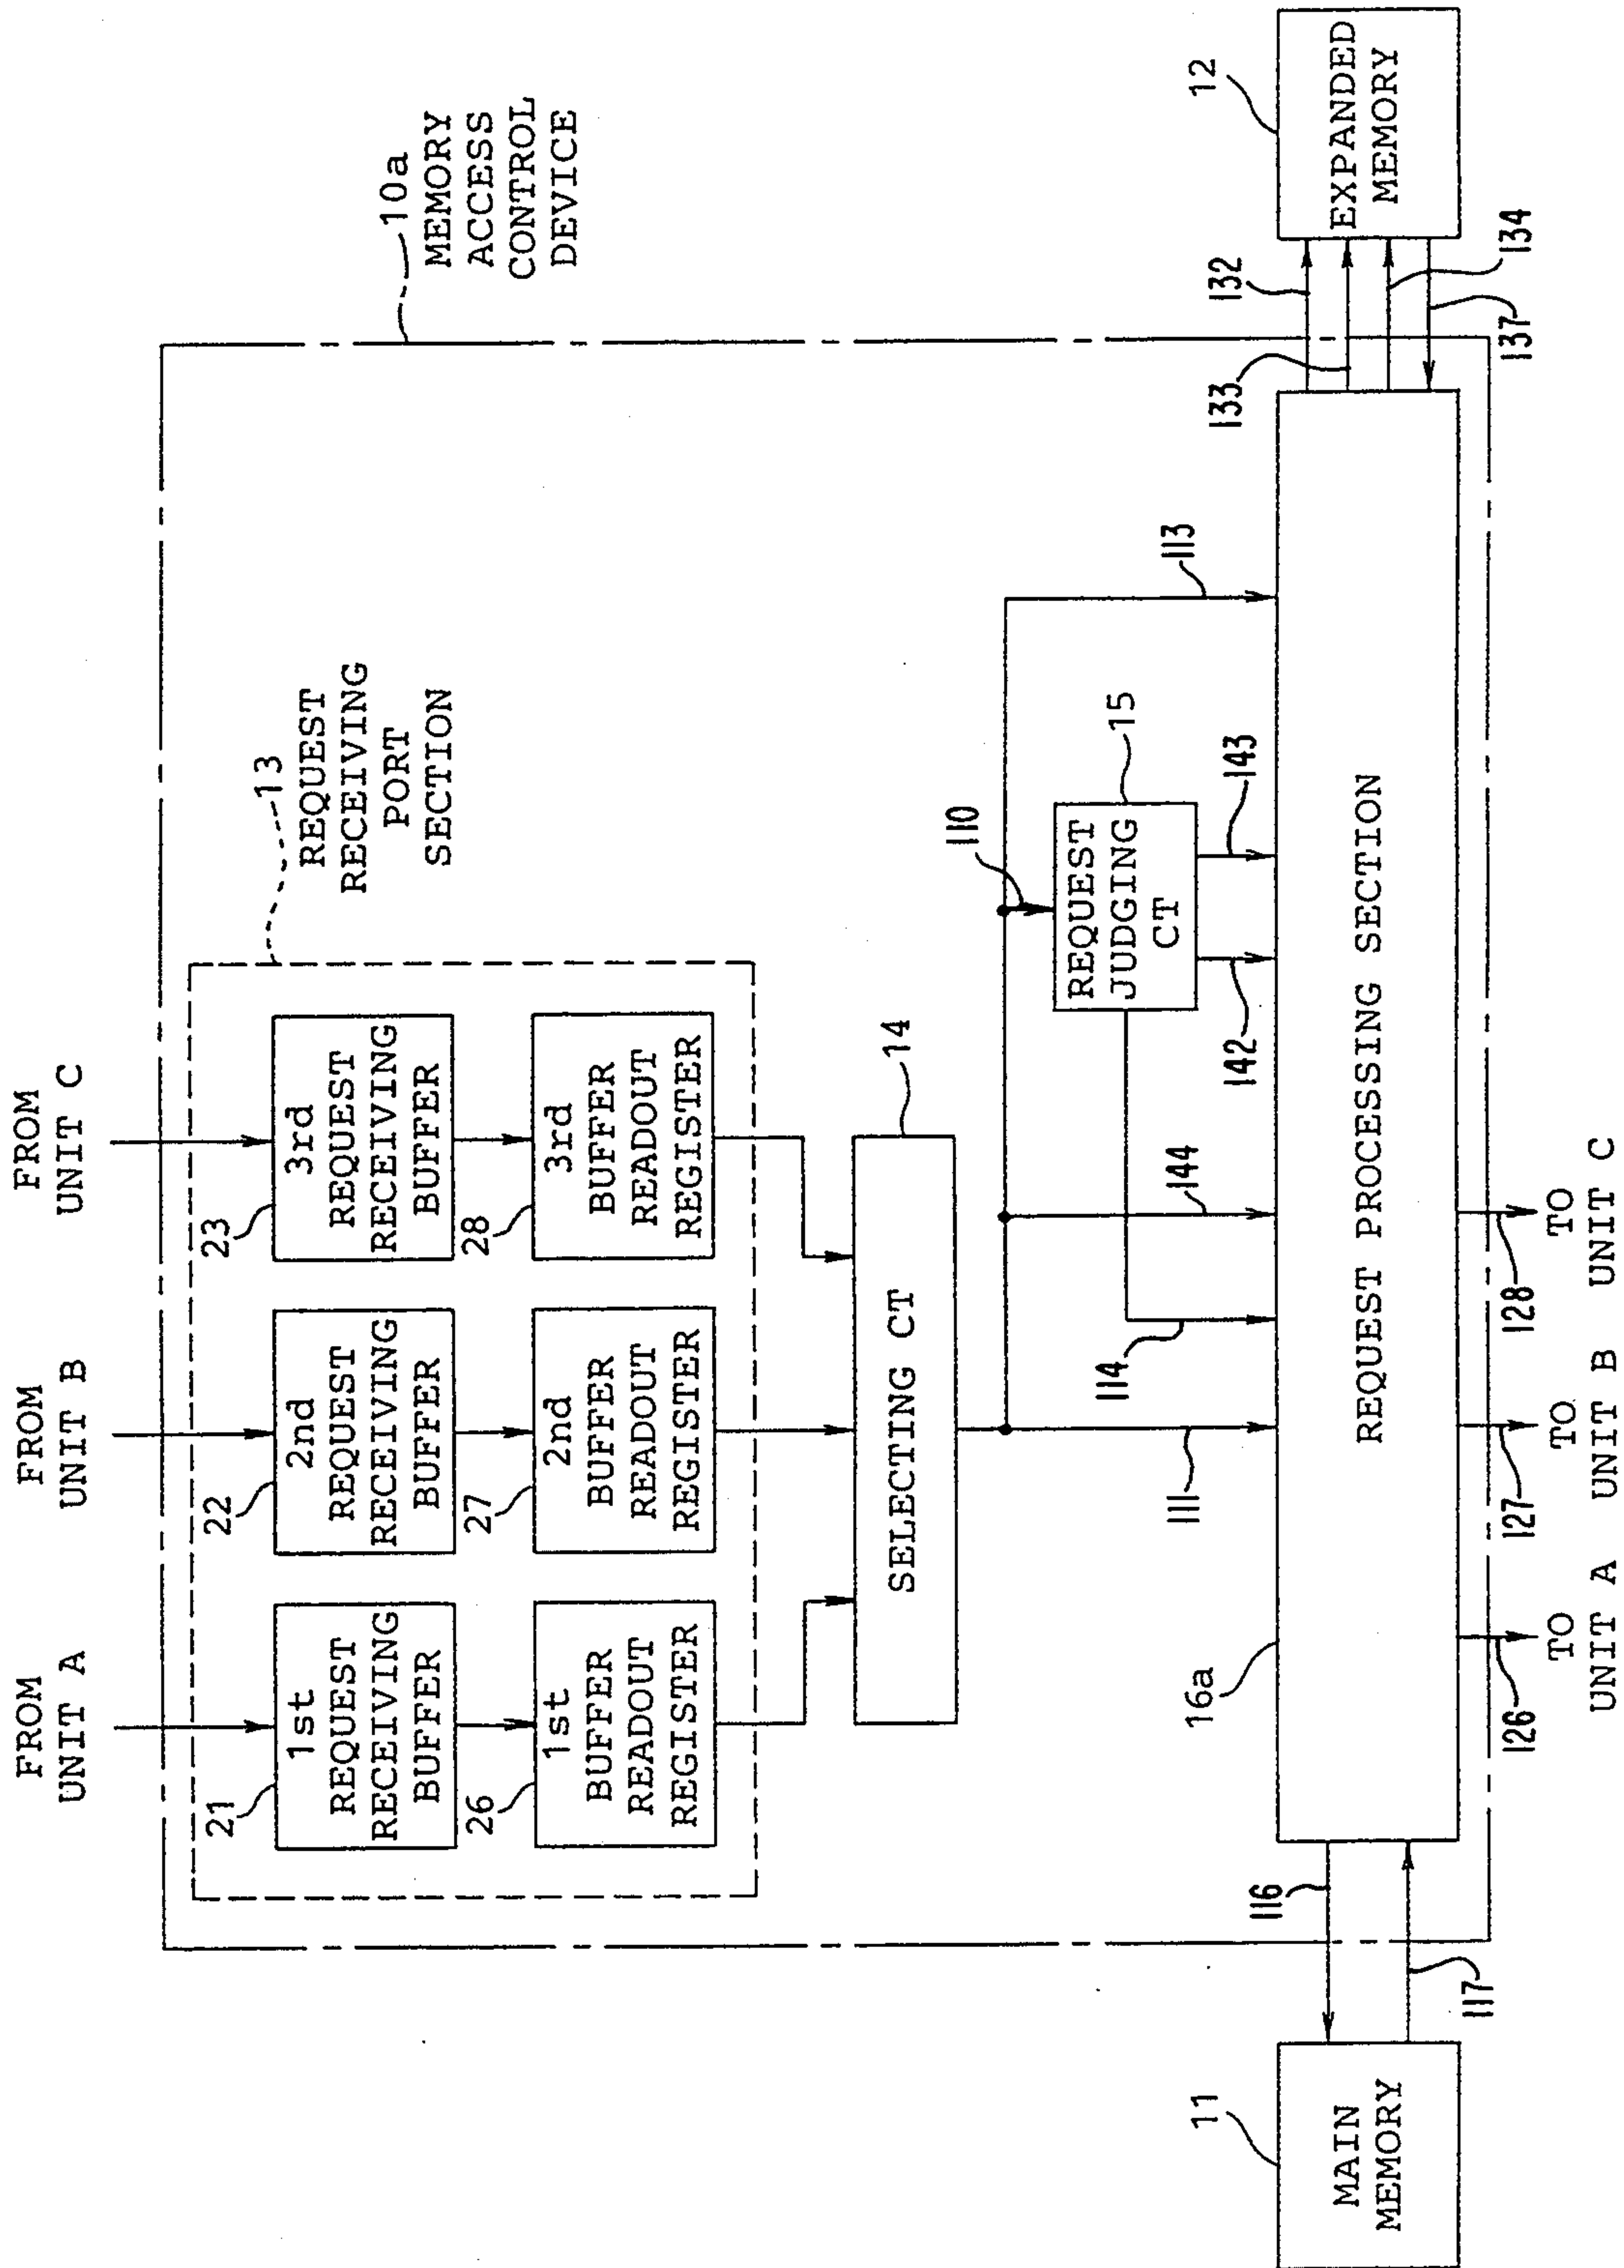 FROM
UNIT A
FROM
UNIT B
FROM
UNIT C
13
REQUEST
RECEIVING
PORT
SECTION
10a
MEMORY
ACCESS
CONTROL
DEVICE
21
1st
REQUEST
RECEIVING
BUFFER
22
2nd
REQUEST
RECEIVING
BUFFER
23
3rd
REQUEST
RECEIVING
BUFFER
26
1st
BUFFER
READOUT
REGISTER
27
2nd
BUFFER
READOUT
REGISTER
28
3rd
BUFFER
READOUT
REGISTER
SELECTING CT
14
110
REQUEST
JUDGING
CT
15
111
114
144
142
143
113
11
MAIN
MEMORY
116
117
16a
REQUEST PROCESSING SECTION
133
132
134
137
12
EXPANDED
MEMORY
126
127
128
TO
UNIT A
TO
UNIT B
TO
UNIT C